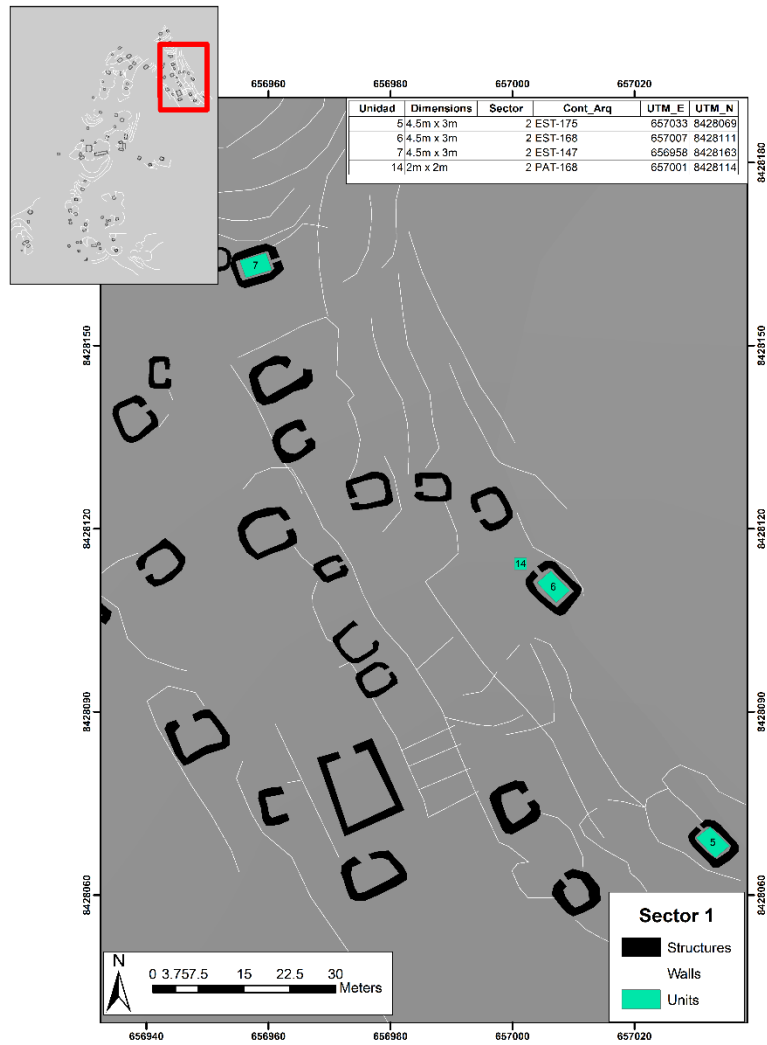 656960 656980 657000 657020
Unidad Dimensions Sector Cont_Arq UTM_E UTM_N
5 4.5m x 3m 2 EST-175 657033 8428069
6 4.5m x 3m 2 EST-168 657007 8428111
7 4.5m x 3m 2 EST-147 656958 8428163
14 2m x 2m 2 PAT-168 657001 8428114
8428180
7
8428150 8428150
8428120 8428120
14
6
8428090 8428090
5
8428060 8428060
Sector 1
Structures
Walls
Units
N
0 3.757.5 15 22.5 30
Meters
656940 656960 656980 657000 657020